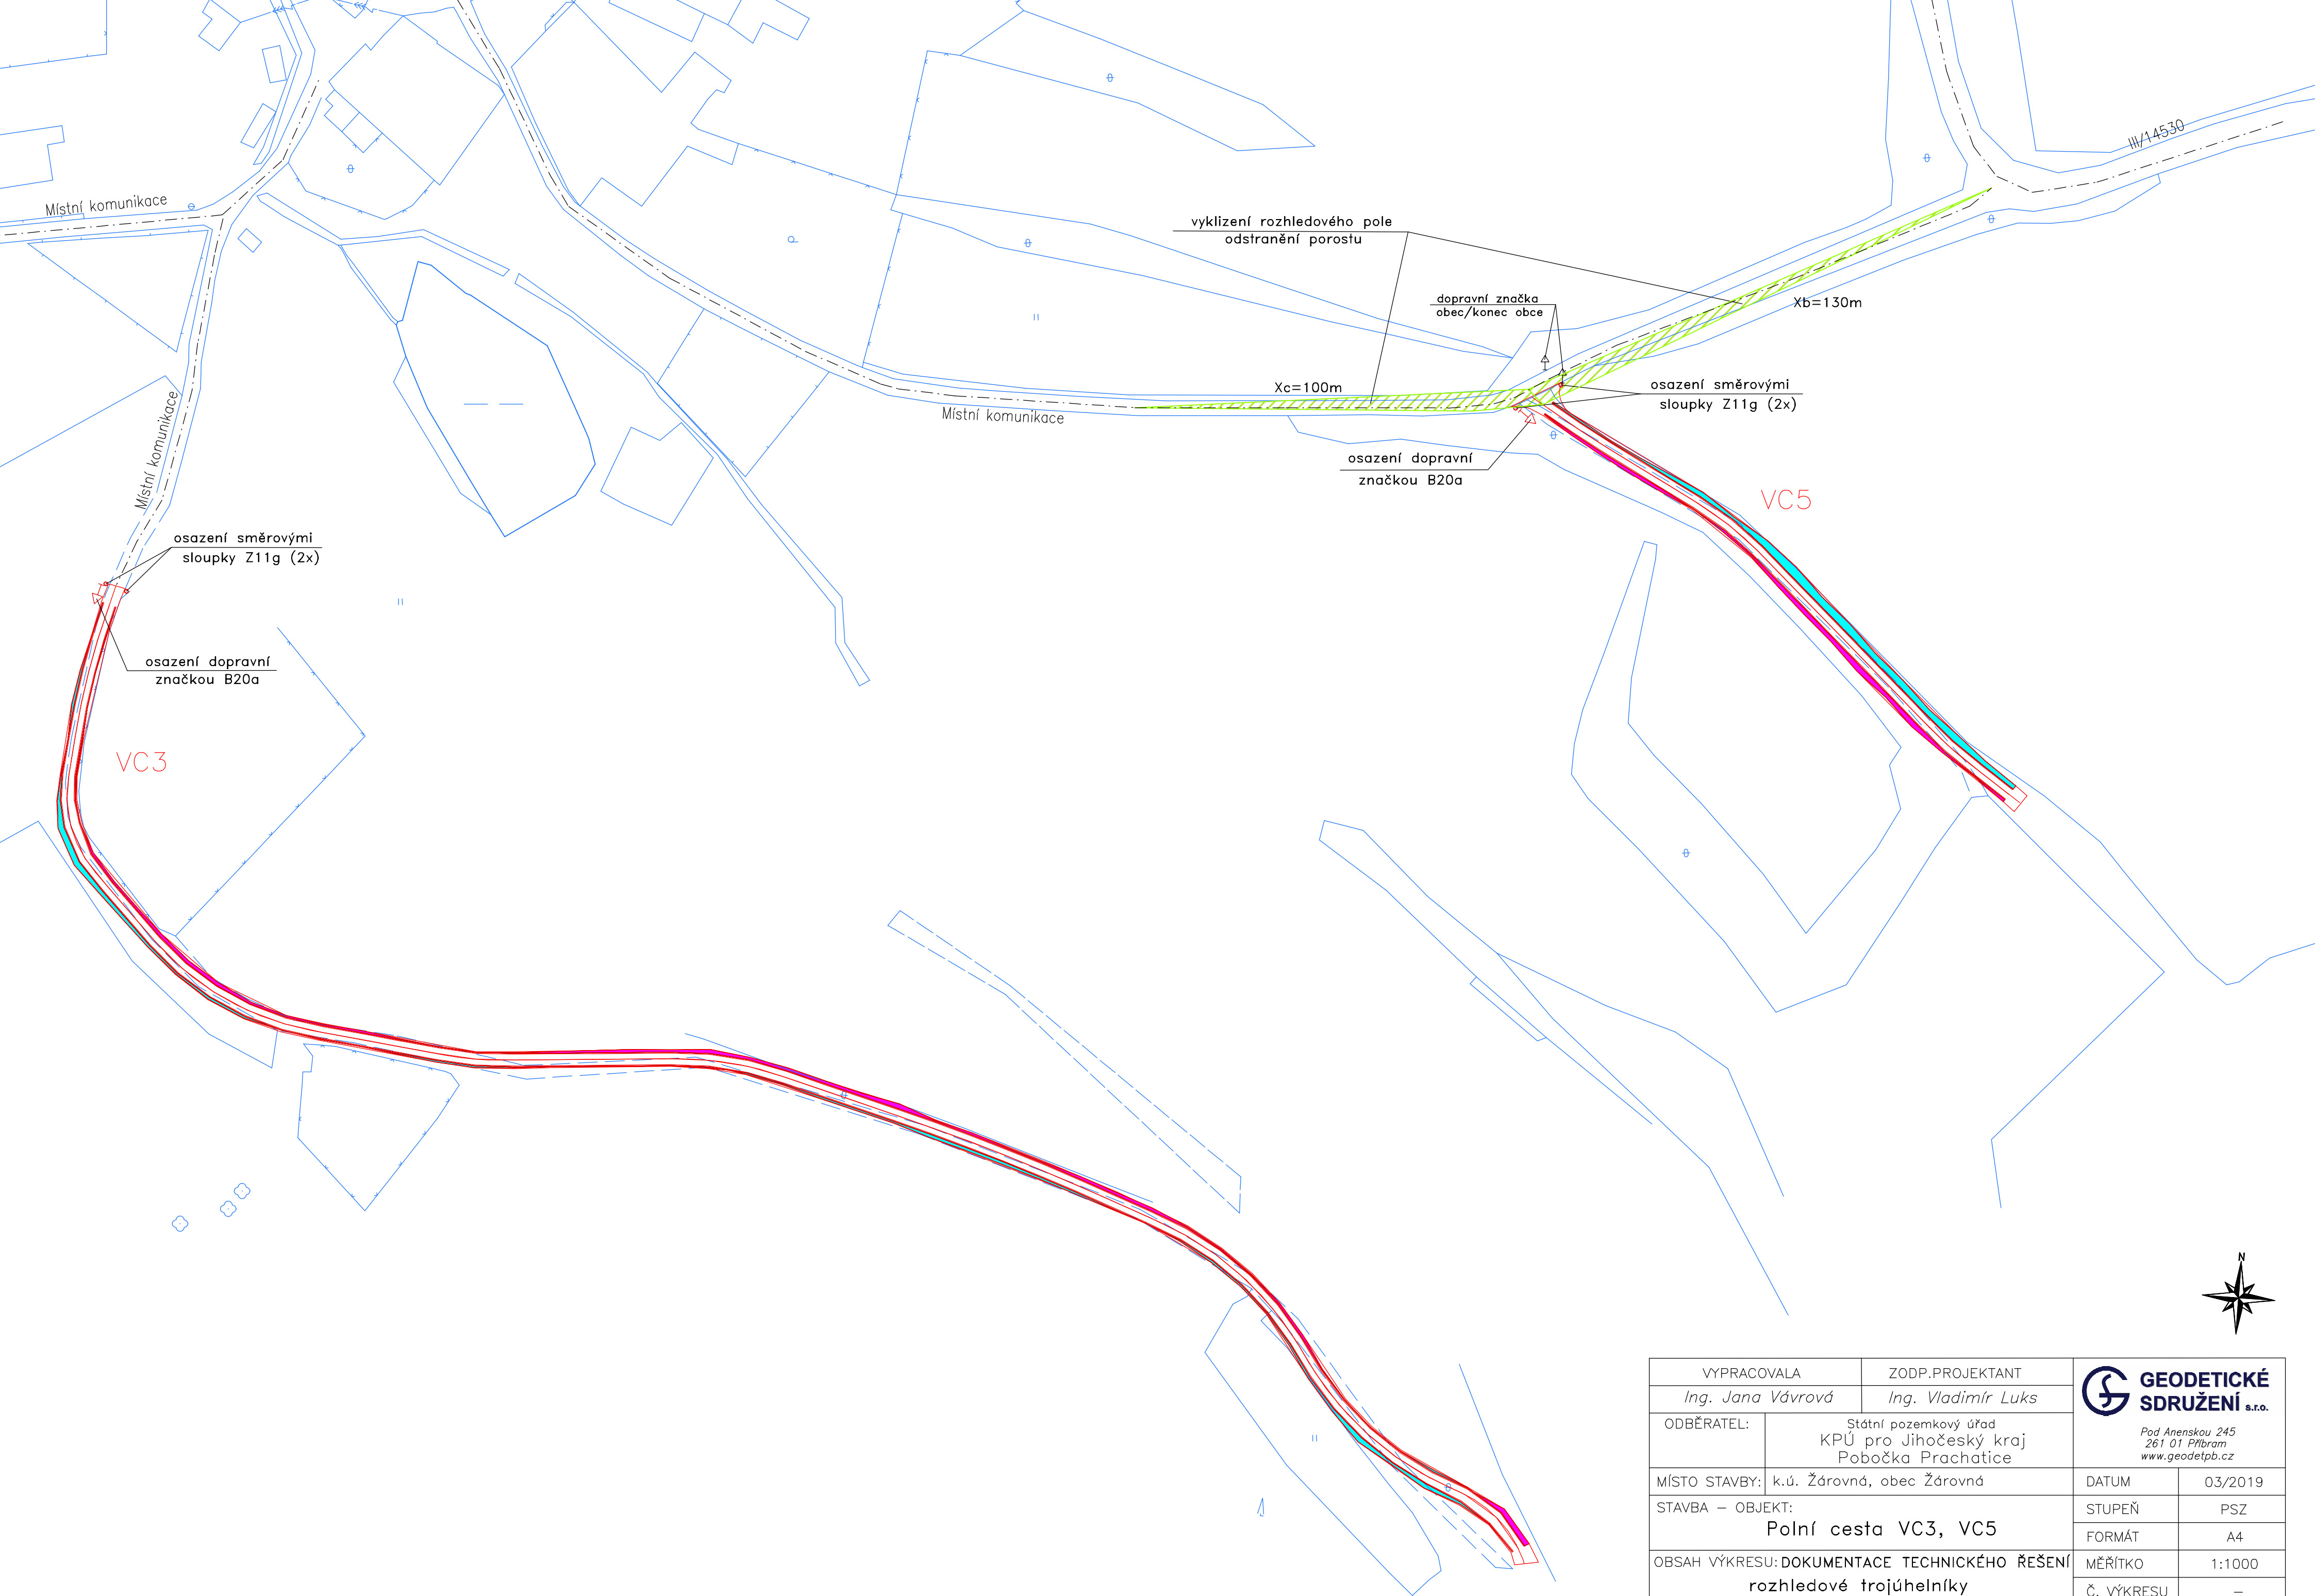 III/14530
Místní komunikace
vyklizení rozhledového pole
odstranění porostu
dopravní značka
obec/konec obce
Xb=130m
Xc=100m
osazení směrovými
sloupky Z11g (2x)
Místní komunikace
Místní komunikace
osazení dopravní
značkou B20a
VC5
osazení směrovými
sloupky Z11g (2x)
osazení dopravní
značkou B20a
VC3
N
VYPRACOVALA
ZODP.PROJEKTANT
Ing. Jana Vávrová
Ing. Vladimír Luks
GEODETICKÉ
SDRUŽENÍ s.r.o.
Pod Anenskou 245
261 01 Příbram
www.geodetpb.cz
ODBĚRATEL:
Státní pozemkový úřad
KPÚ pro Jihočeský kraj
Pobočka Prachatice
MÍSTO STAVBY: k.ú. Žárovná, obec Žárovná
DATUM 03/2019
STAVBA – OBJEKT:
Polní cesta VC3, VC5
STUPEŇ PSZ
FORMÁT A4
OBSAH VÝKRESU: DOKUMENTACE TECHNICKÉHO ŘEŠENÍ
rozhledové trojúhelníky
MĚŘÍTKO 1:1000
Č. VÝKRESU –